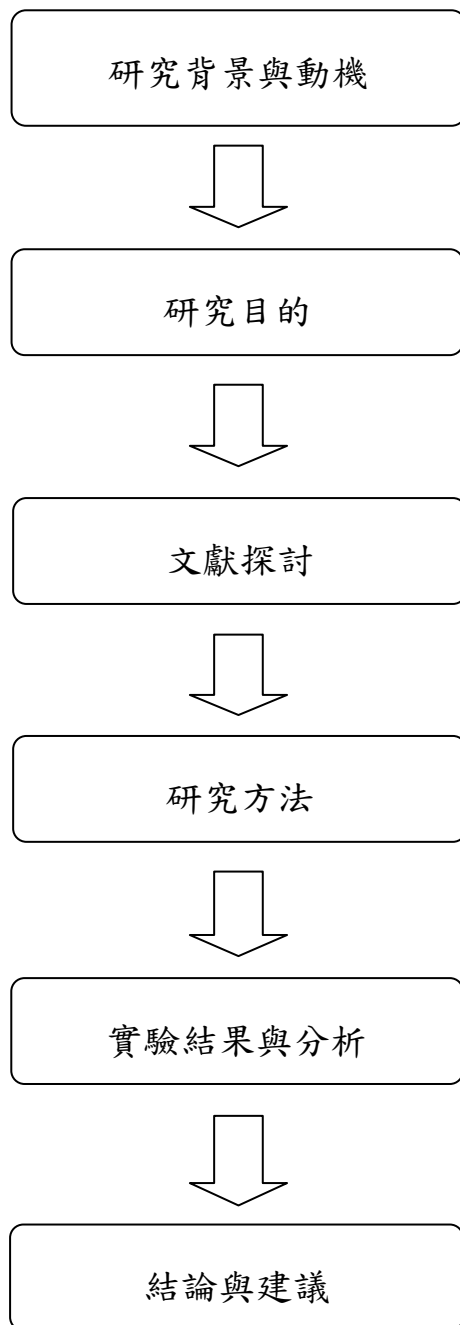 研究背景與動機
研究目的
文獻探討
研究方法
實驗結果與分析
結論與建議